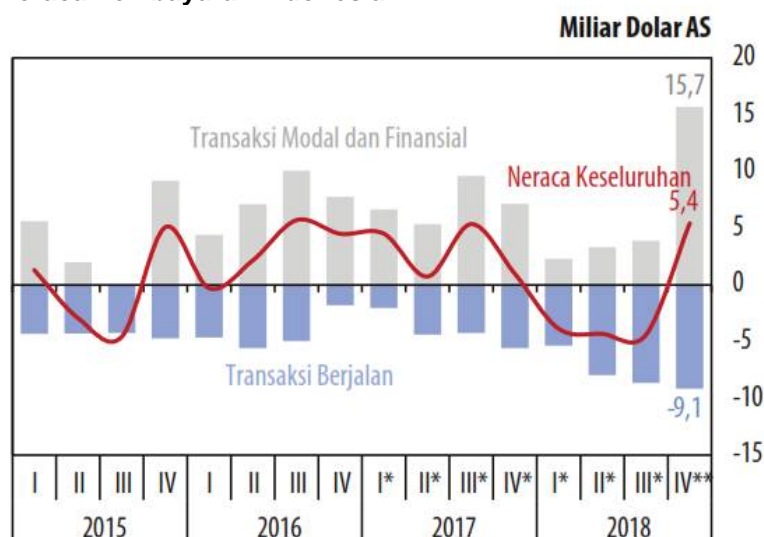 Miliar Dolar AS
20
15,7
15
Transaksi Modal dan Finansial
10
Neraca Keseluruhan
5,4
5
0
-5
Transaksi Berjalan
-9,1
-10
-15
I II III IV I II III IV I* II* III* IV* I* II* III* IV**
2015 2016 2017 2018